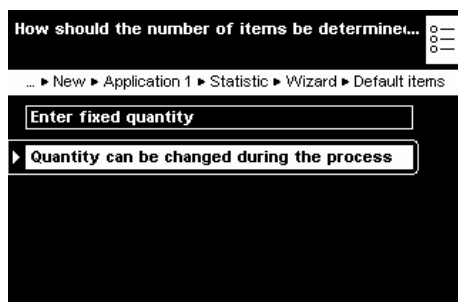 How should the number of items be determined...
... ▸ New ▸ Application 1 ▸ Statistic ▸ Wizard ▸ Default items
Enter fixed quantity
Quantity can be changed during the process